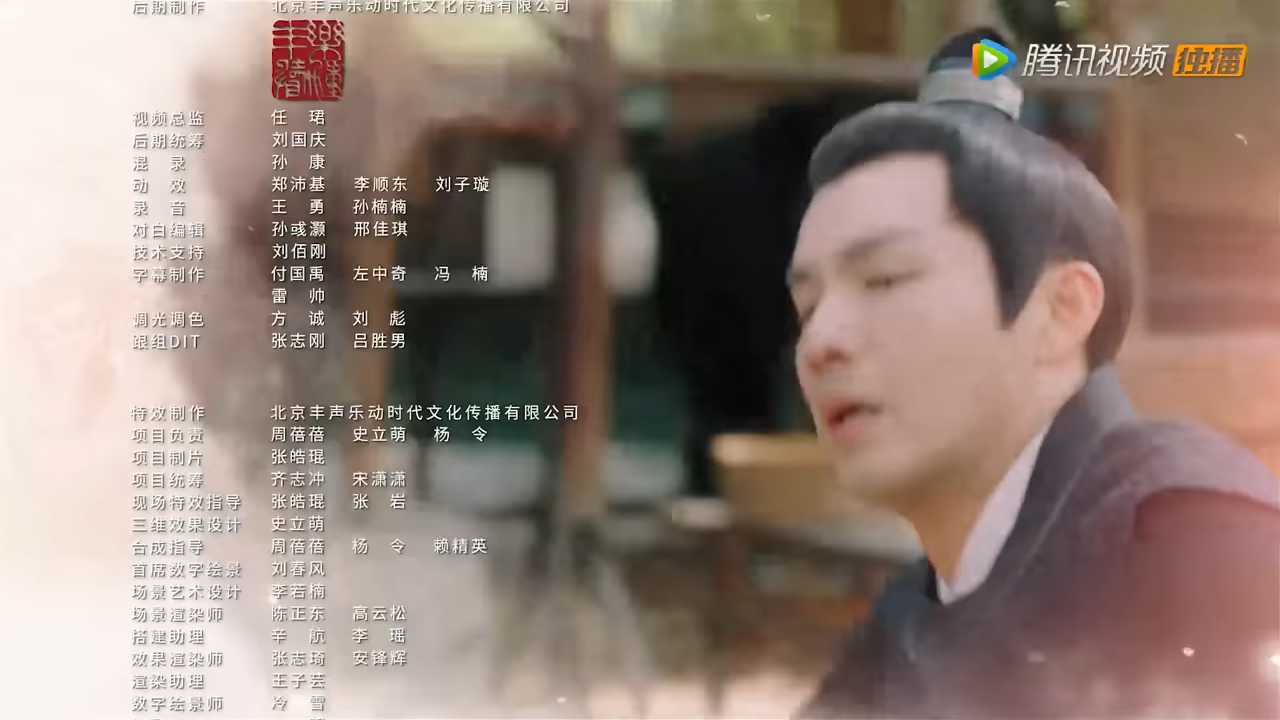 后期制作 北京丰声乐动时代文化传播有限公司
腾讯视频 独播
视频总监 任 珺
后期统筹 刘国庆
混 录 孙 康
动 效 郑沛基 李顺东 刘子璇
录 音 王 勇 孙楠楠
对白编辑 孙彧灏 邢佳琪
技术支持 刘佰刚
字幕制作 付国禹 左中奇 冯 楠
雷 帅
调光调色 方 诚 刘 彪
跟组DIT 张志刚 吕胜男
特效制作 北京丰声乐动时代文化传播有限公司
项目负责 周蓓蓓 史立萌 杨 令
项目制片 张皓琨
项目统筹 齐志冲 宋潇潇
现场特效指导 张皓琨 张 岩
三维效果设计 史立萌
合成指导 周蓓蓓 杨 令 赖精英
首席数字绘景 刘春风
场景艺术设计 李若楠
场景渲染师 陈正东 高云松
搭建助理 辛 航 李 瑶
效果渲染师 张志琦 安锋辉
渲染助理 王子芸
数字绘景师 冷 雪